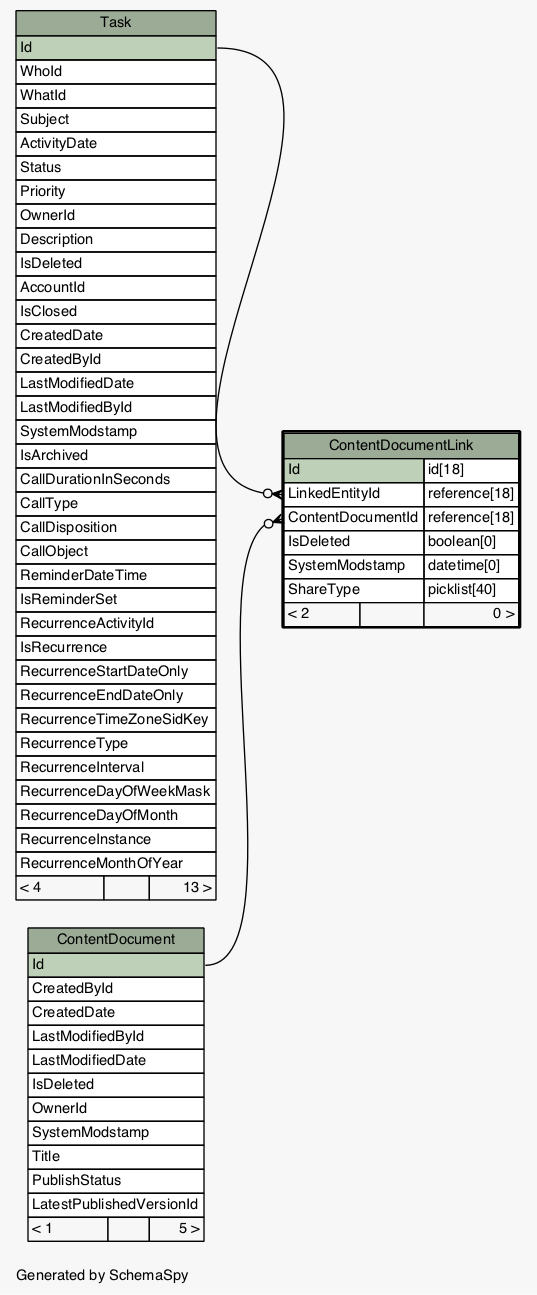 Task
Id
WhoId
WhatId
Subject
ActivityDate
Status
Priority
OwnerId
Description
IsDeleted
AccountId
IsClosed
CreatedDate
CreatedById
LastModifiedDate
LastModifiedById
SystemModstamp
IsArchived
CallDurationInSeconds
CallType
CallDisposition
CallObject
ReminderDateTime
IsReminderSet
RecurrenceActivityId
IsRecurrence
RecurrenceStartDateOnly
RecurrenceEndDateOnly
RecurrenceTimeZoneSidKey
RecurrenceType
RecurrenceInterval
RecurrenceDayOfWeekMask
RecurrenceDayOfMonth
RecurrenceInstance
RecurrenceMonthOfYear
< 4 13 >
ContentDocumentLink
Id id[18]
LinkedEntityId reference[18]
ContentDocumentId reference[18]
IsDeleted boolean[0]
SystemModstamp datetime[0]
ShareType picklist[40]
< 2 0 >
ContentDocument
Id
CreatedById
CreatedDate
LastModifiedById
LastModifiedDate
IsDeleted
OwnerId
SystemModstamp
Title
PublishStatus
LatestPublishedVersionId
< 1 5 >
Generated by SchemaSpy